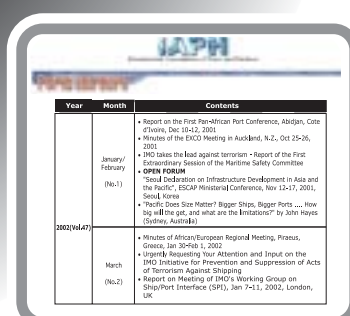 iAPH
Year Month Contents
2002(Vol.47)
January/
February
(No.1)
• Report on the First Pan-African Port Conference, Abidjan, Cote
d'Ivoire, Dec 10-12, 2001
• Minutes of the EXCO Meeting in Auckland, N.Z., Oct 25-26,
2001
• IMO takes the lead against terrorism - Report of the First
Extraordinary Session of the Maritime Safety Committee
• OPEN FORUM
"Seoul Declaration on Infrastructure Development in Asia and
the Pacific", ESCAP Ministerial Conference, Nov 12-17, 2001,
Seoul, Korea
• "Pacific Does Size Matter? Bigger Ships, Bigger Ports .... How
big will the get, and what are the limitations?" by John Hayes
(Sydney, Australia)
March
(No.2)
• Minutes of African/European Regional Meeting, Piraeus,
Greece, Jan 30-Feb 1, 2002
• Urgently Requesting Your Attention and Input on the
IMO Initiative for Prevention and Suppression of Acts
of Terrorism Against Shipping
• Report on Meeting of IMO's Working Group on
Ship/Port Interface (SPI), Jan 7-11, 2002, London,
UK